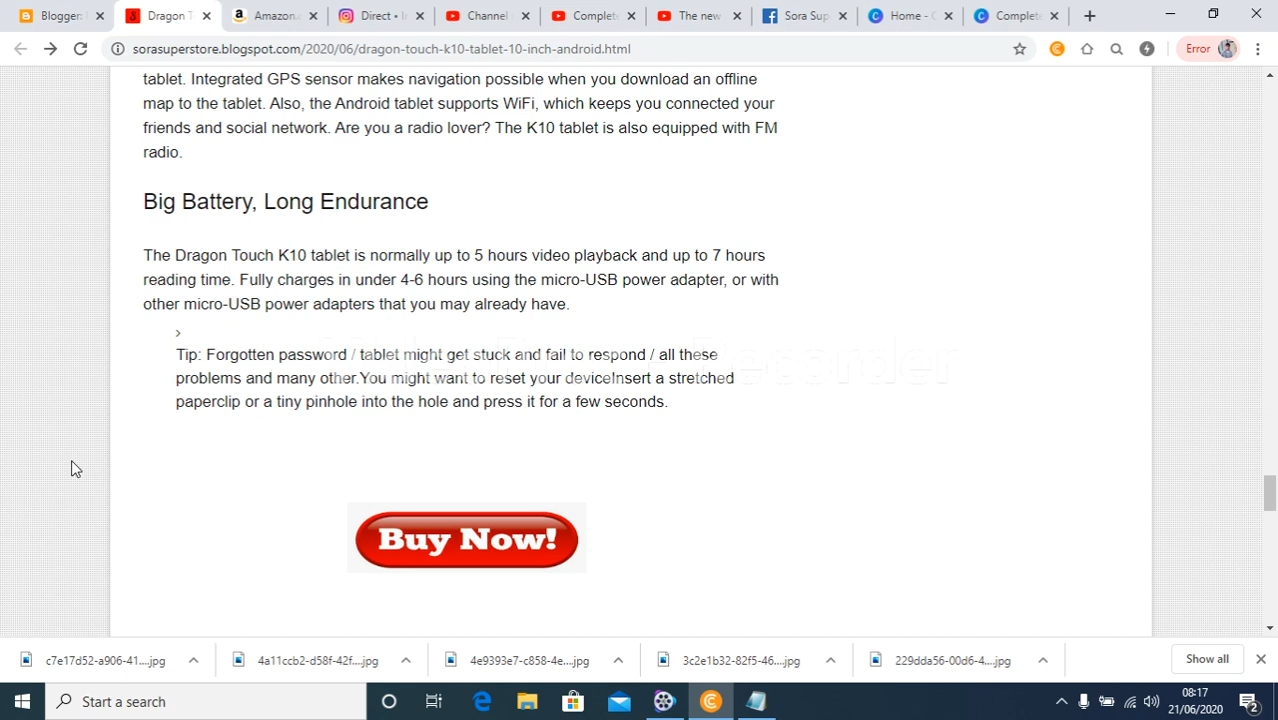 Blogger:
Dragon T
Amazon.c
Direct • I
Channel
Complete
The new
Sora Sup
Home - C
Complete
sorasuperstore.blogspot.com/2020/06/dragon-touch-k10-tablet-10-inch-android.html
Error
tablet. Integrated GPS sensor makes navigation possible when you download an offline
map to the tablet. Also, the Android tablet supports WiFi, which keeps you connected your
friends and social network. Are you a radio lover? The K10 tablet is also equipped with FM
radio.
Big Battery, Long Endurance
The Dragon Touch K10 tablet is normally up to 5 hours video playback and up to 7 hours
reading time. Fully charges in under 4-6 hours using the micro-USB power adapter, or with
other micro-USB power adapters that you may already have.
Tip: Forgotten password / tablet might get stuck and fail to respond / all these
problems and many other.You might want to reset your deviceInsert a stretched
paperclip or a tiny pinhole into the hole and press it for a few seconds.
Buy Now!
c7e17d52-a906-41....jpg
4a11ccb2-d58f-42f....jpg
4e9393e7-c858-4e....jpg
3c2e1b32-82f5-46....jpg
229dda56-00d6-4....jpg
Show all
Start a search
08:17
21/06/2020
2